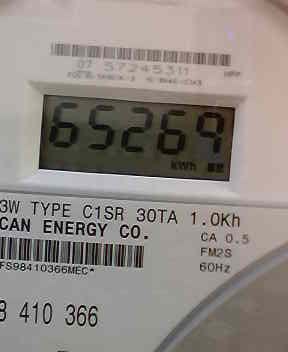 07 57245311
65269
kWh
3W TYPE C1SR 30TA 1.0Kh
CAN ENERGY CO.
CA 0.5
FM2S
FS98410366MEC*
60Hz
8 410 366